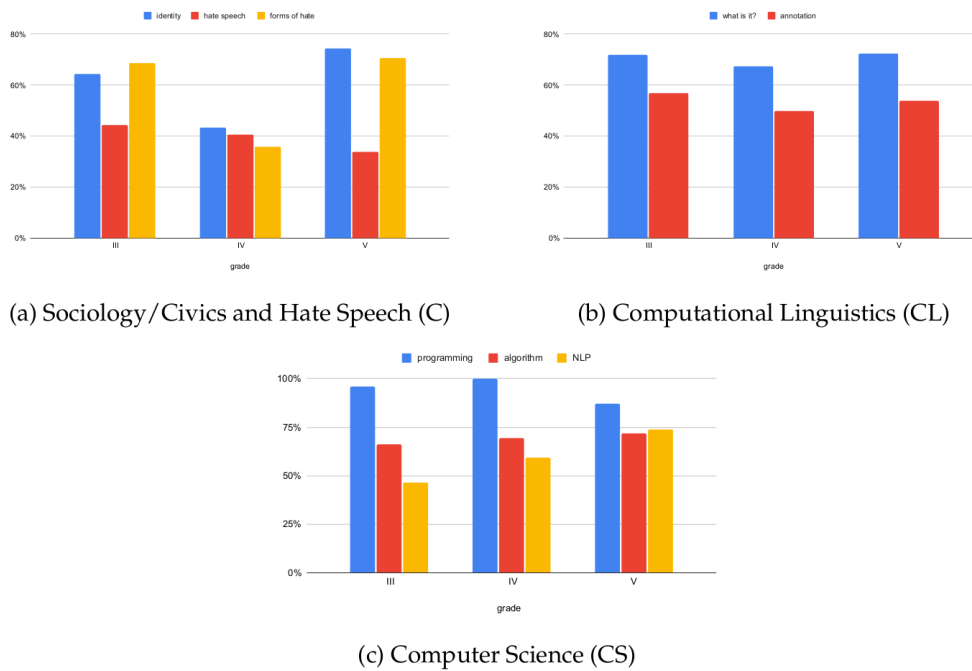 identity hate speech forms of hate
80%
60%
40%
20%
0%
III IV V
grade
(a) Sociology/Civics and Hate Speech (C)
what is it? annotation
80%
60%
40%
20%
0%
III IV V
grade
(b) Computational Linguistics (CL)
programming algorithm NLP
100%
75%
50%
25%
0%
III IV V
grade
(c) Computer Science (CS)